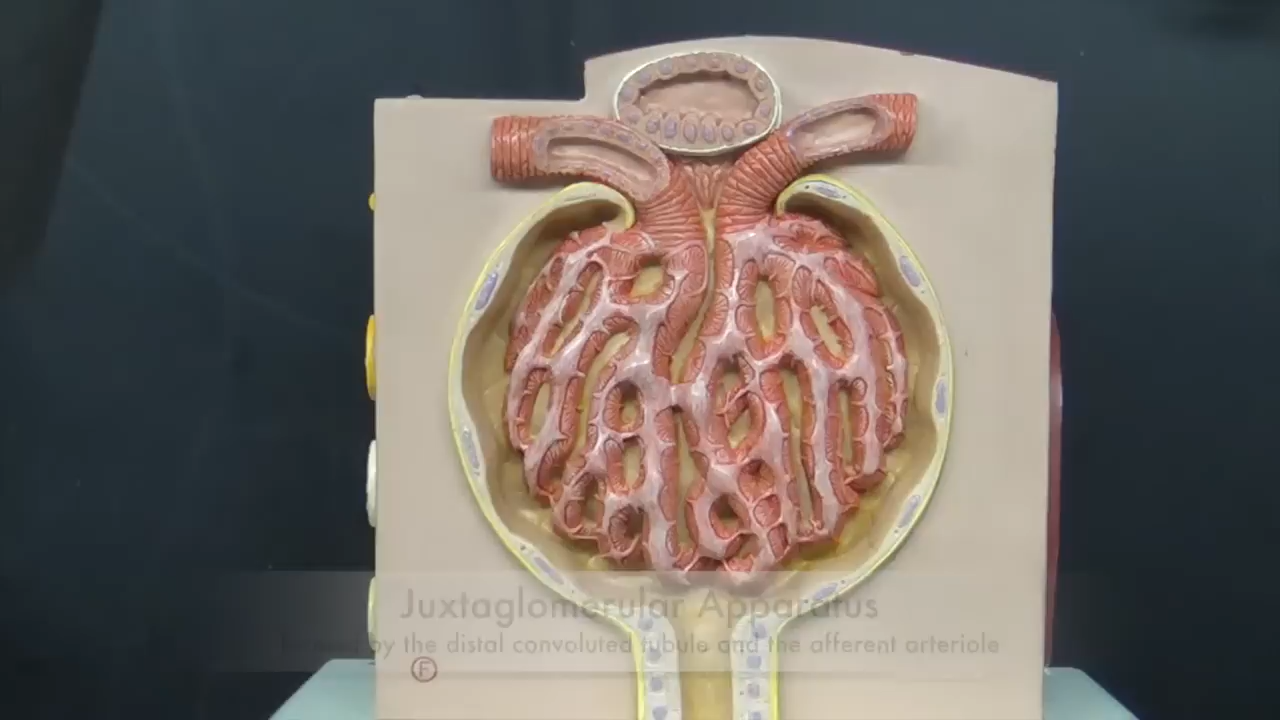 Juxtaglomerular Apparatus
by the distal convoluted tubule and the afferent arteriole
F